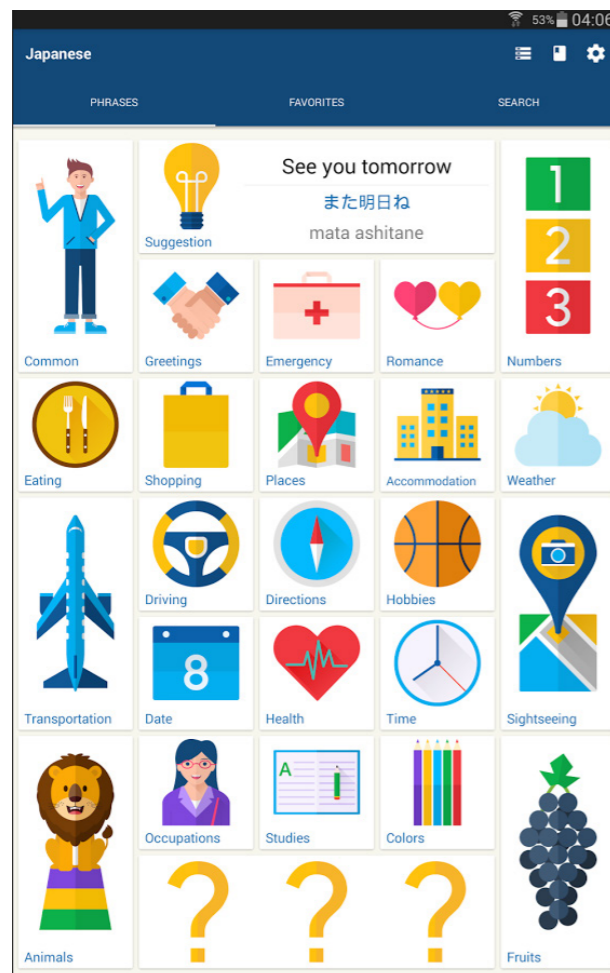 53% 04:06
Japanese
PHRASES FAVORITES SEARCH
See you tomorrow
また明日ね
mata ashitane
Suggestion
1
2
3
Common Greetings Emergency Romance Numbers
Eating Shopping Places Accommodation Weather
Driving Directions Hobbies
8
Transportation Date Health Time Sightseeing
A
Occupations Studies Colors
? ? ?
Animals Fruits